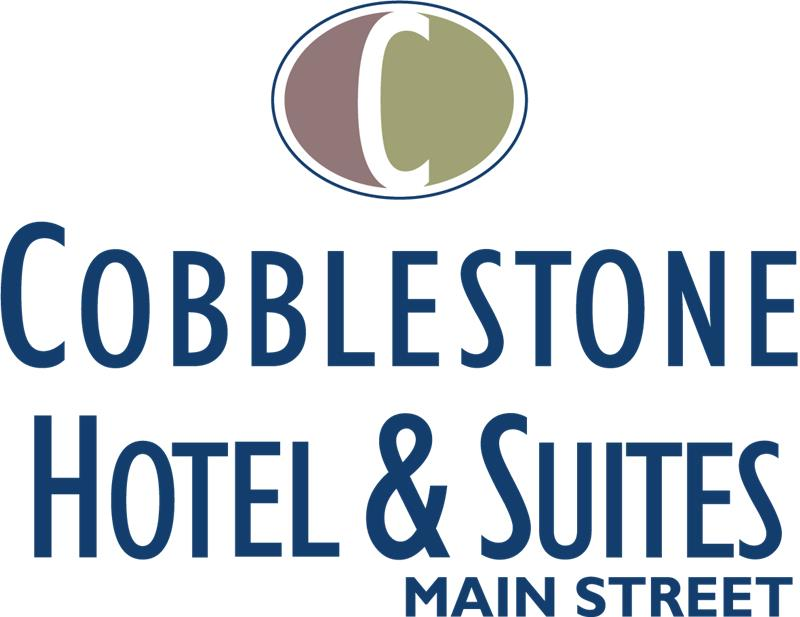 C
COBBLESTONE
HOTEL & SUITES
MAIN STREET